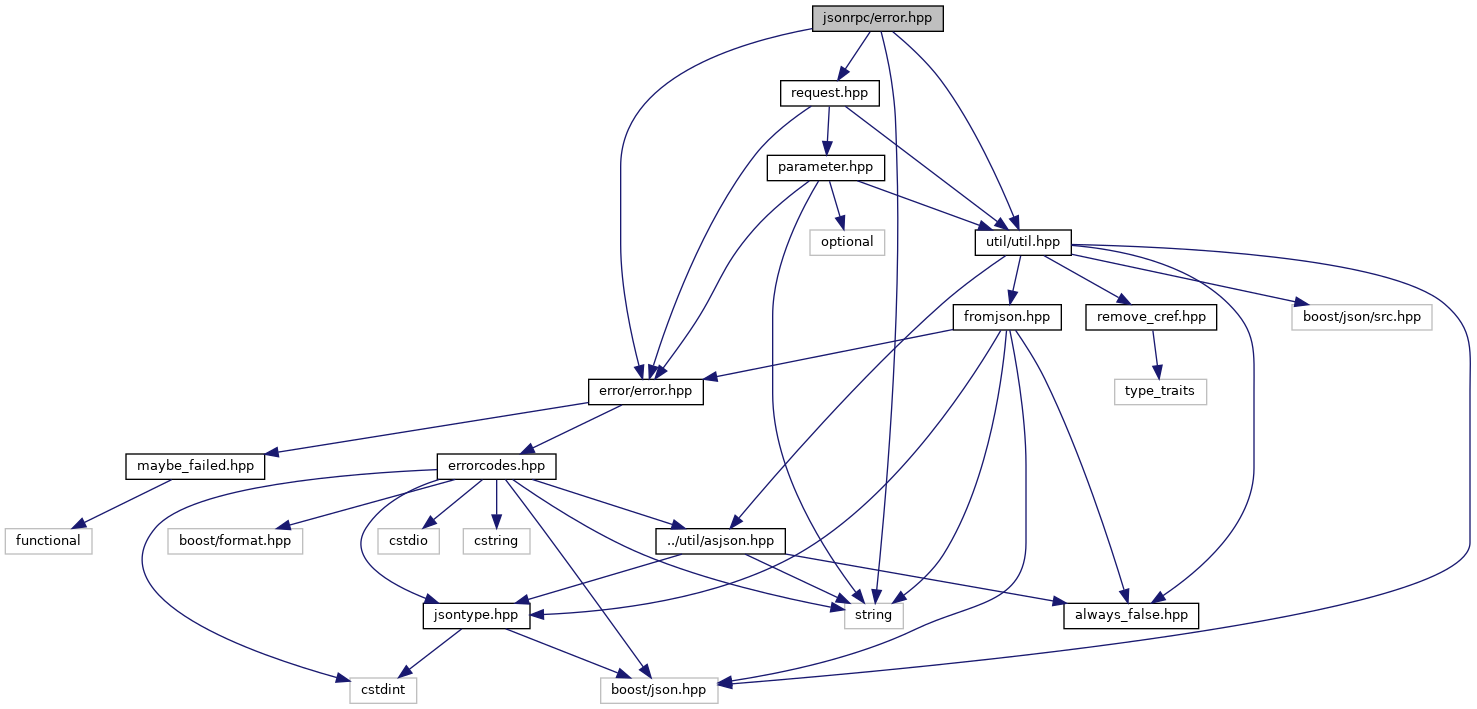 jsonrpc/error.hpp
request.hpp
parameter.hpp
optional
util/util.hpp
fromjson.hpp
remove_cref.hpp
boost/json/src.hpp
error/error.hpp
type_traits
maybe_failed.hpp
errorcodes.hpp
functional
boost/format.hpp
cstdio
cstring
../util/asjson.hpp
jsontype.hpp
string
always_false.hpp
cstdint
boost/json.hpp